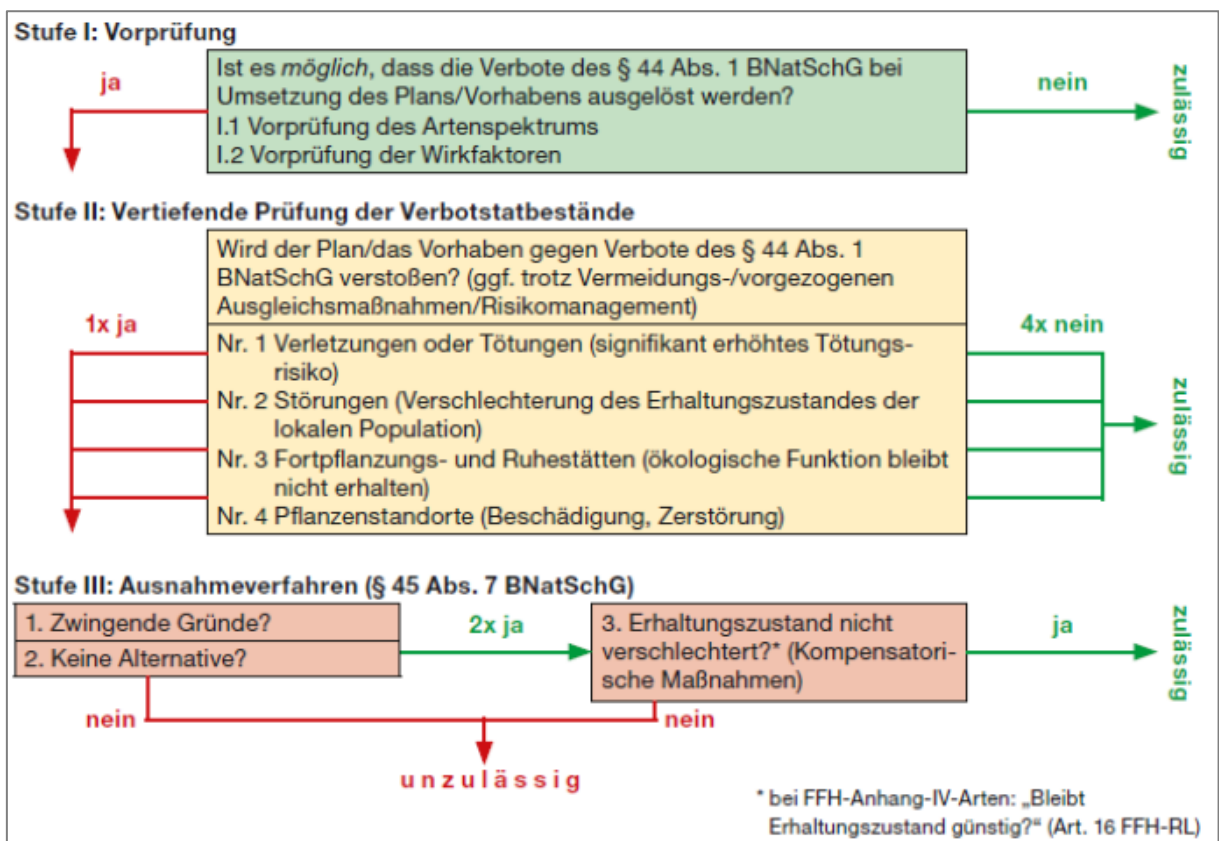 Stufe I: Vorprüfung
ja
Ist es möglich, dass die Verbote des § 44 Abs. 1 BNatSchG bei
Umsetzung des Plans/Vorhabens ausgelöst werden?
I.1 Vorprüfung des Artenspektrums
I.2 Vorprüfung der Wirkfaktoren
nein
zulässig
Stufe II: Vertiefende Prüfung der Verbotstatbestände
Wird der Plan/das Vorhaben gegen Verbote des § 44 Abs. 1
BNatSchG verstoßen? (ggf. trotz Vermeidungs-/vorgezogenen
Ausgleichsmaßnahmen/Risikomanagement)
1x ja
4x nein
Nr. 1 Verletzungen oder Tötungen (signifikant erhöhtes Tötungs-
risiko)
Nr. 2 Störungen (Verschlechterung des Erhaltungszustandes der
lokalen Population)
Nr. 3 Fortpflanzungs- und Ruhestätten (ökologische Funktion bleibt
nicht erhalten)
Nr. 4 Pflanzenstandorte (Beschädigung, Zerstörung)
zulässig
Stufe III: Ausnahmeverfahren (§ 45 Abs. 7 BNatSchG)
1. Zwingende Gründe?
2. Keine Alternative?
2x ja
3. Erhaltungszustand nicht
verschlechtert?* (Kompensatori-
sche Maßnahmen)
ja
zulässig
nein
nein
unzulässig
* bei FFH-Anhang-IV-Arten: „Bleibt
Erhaltungszustand günstig?“ (Art. 16 FFH-RL)